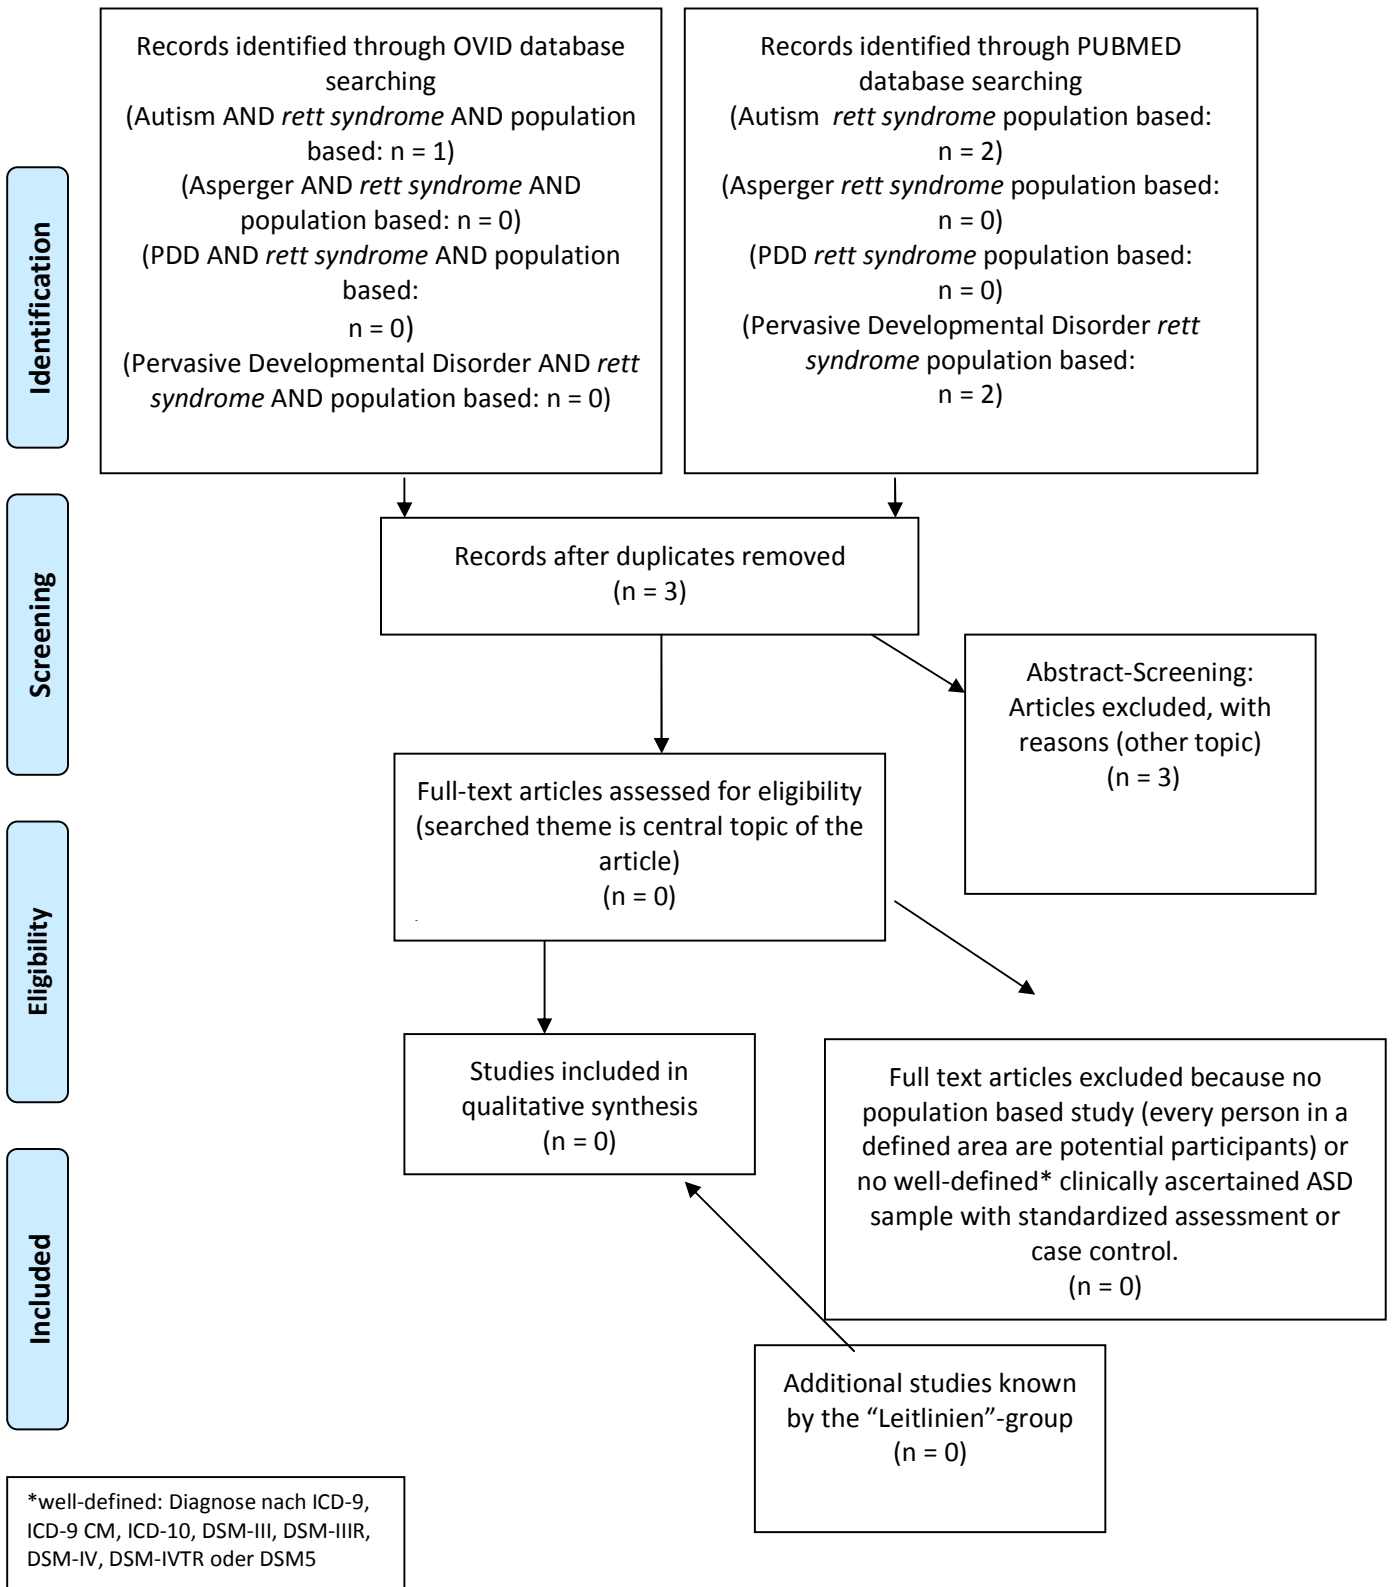 Records identified through OVID database
searching
(Autism AND rett syndrome AND population
based: n = 1)
(Asperger AND rett syndrome AND
population based: n = 0)
(PDD AND rett syndrome AND population
based:
n = 0)
(Pervasive Developmental Disorder AND rett
syndrome AND population based: n = 0)
Records identified through PUBMED
database searching
(Autism rett syndrome population based:
n = 2)
(Asperger rett syndrome population based:
n = 0)
(PDD rett syndrome population based:
n = 0)
(Pervasive Developmental Disorder rett
syndrome population based:
n = 2)
Identification
Records after duplicates removed
(n = 3)
Screening
Abstract-Screening:
Articles excluded, with
reasons (other topic)
(n = 3)
Full-text articles assessed for eligibility
(searched theme is central topic of the
article)
(n = 0)
Eligibility
Studies included in
qualitative synthesis
(n = 0)
Full text articles excluded because no
population based study (every person in a
defined area are potential participants) or
no well-defined* clinically ascertained ASD
sample with standardized assessment or
case control.
(n = 0)
Included
Additional studies known
by the “Leitlinien”-group
(n = 0)
*well-defined: Diagnose nach ICD-9,
ICD-9 CM, ICD-10, DSM-III, DSM-IIIR,
DSM-IV, DSM-IVTR oder DSM5